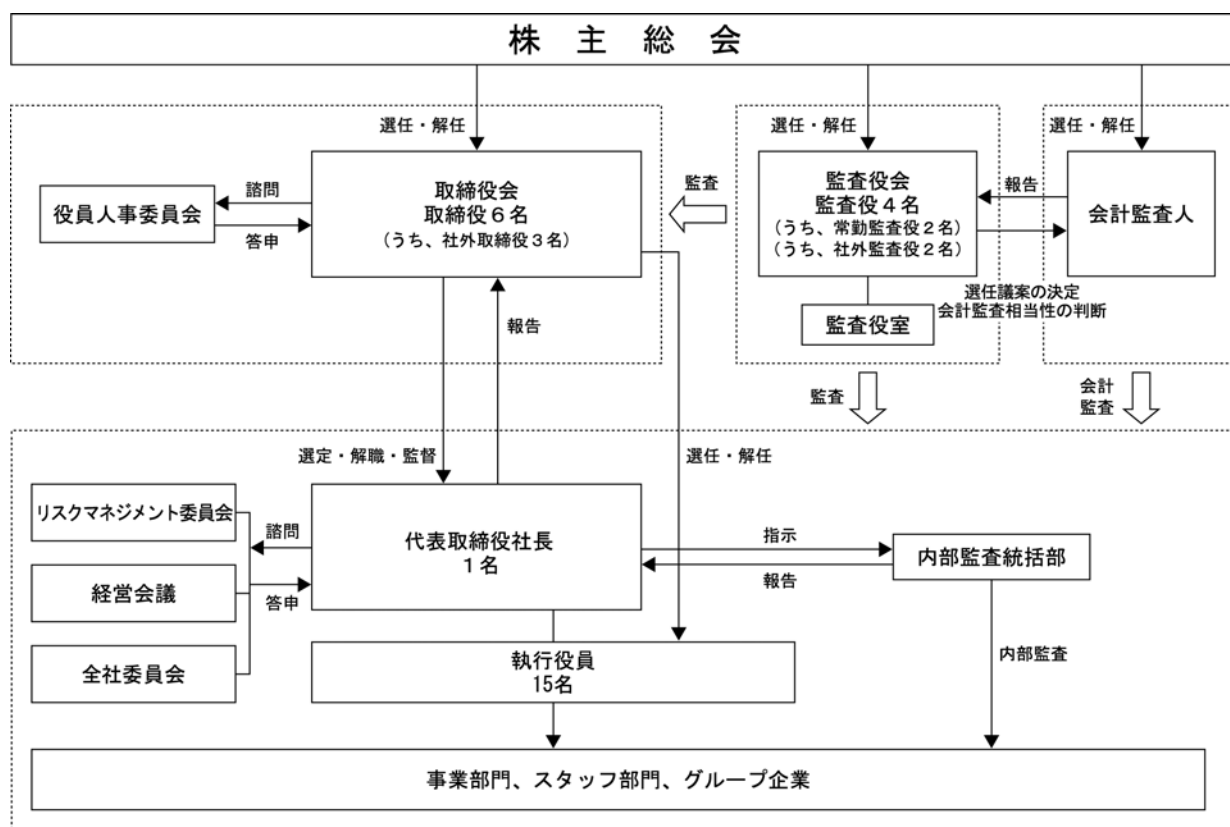 株主総会
選任・解任
選任・解任
選任・解任
役員人事委員会
諮問
答申
取締役会
取締役6名
（うち、社外取締役3名）
監査
監査役会
監査役4名
（うち、常勤監査役2名）
（うち、社外監査役2名）
報告
会計監査人
選任議案の決定
会計監査相当性の判断
監査役室
報告
監査
会計
監査
選定・解職・監督
選任・解任
リスクマネジメント委員会
経営会議
全社委員会
諮問
答申
代表取締役社長
1名
指示
報告
内部監査統括部
執行役員
15名
内部監査
事業部門、スタッフ部門、グループ企業